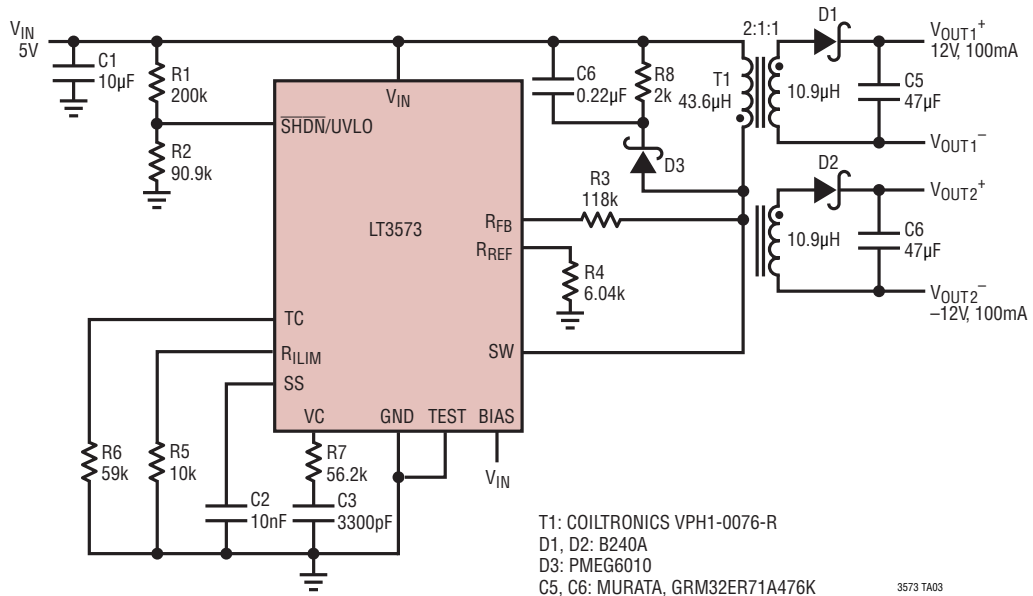 VIN
5V
C1
10µF
R1
200k
R2
90.9k
VIN
SHDN/UVLO
LT3573
RFB
RREF
TC
RILIM
SS
SW
VC
GND
TEST
BIAS
VIN
C6
0.22µF
R8
2k
D3
R3
118k
R4
6.04k
T1
43.6µH
2:1:1
10.9µH
D1
C5
47µF
VOUT1+
12V, 100mA
VOUT1–
10.9µH
D2
C6
47µF
VOUT2+
VOUT2–
–12V, 100mA
R6
59k
R5
10k
C2
10nF
R7
56.2k
C3
3300pF
T1: COILTRONICS VPH1-0076-R
D1, D2: B240A
D3: PMEG6010
C5, C6: MURATA, GRM32ER71A476K
3573 TA03